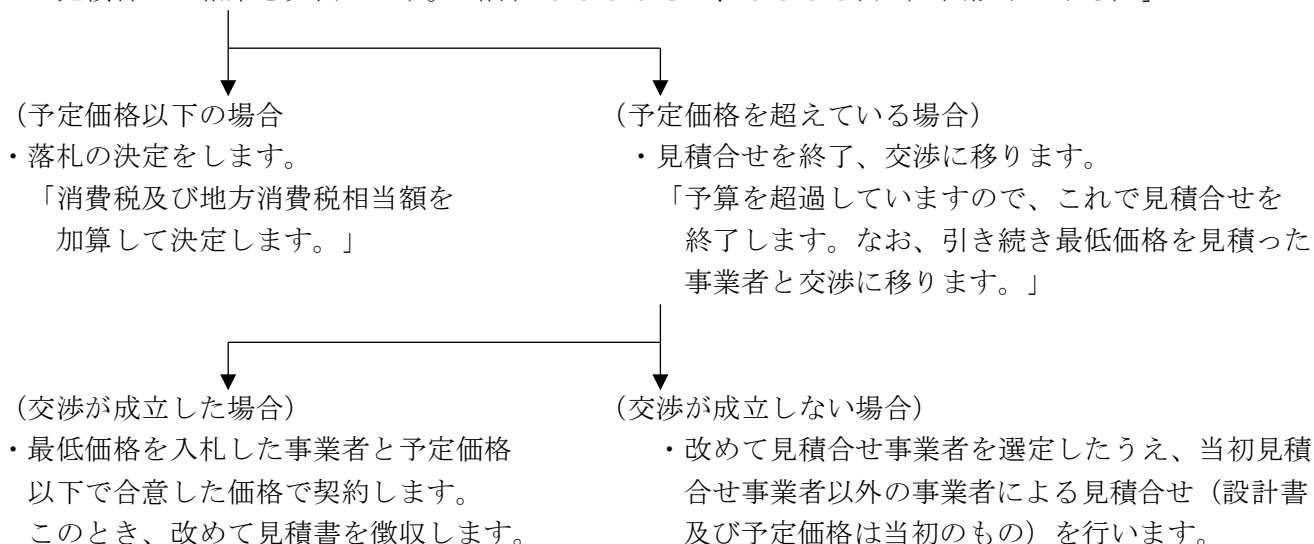 (予定価格以下の場合
・落札の決定をします。
「消費税及び地方消費税相当額を
加算して決定します。」
(予定価格を超えている場合)
・見積合せを終了、交渉に移ります。
「予算を超過していますので、これで見積合せを
終了します。なお、引き続き最低価格を見積った
事業者と交渉に移ります。」
(交渉が成立した場合)
・最低価格を入札した事業者と予定価格
以下で合意した価格で契約します。
このとき、改めて見積書を徴収します。
(交渉が成立しない場合)
・改めて見積合せ事業者を選定したうえ、当初見積
合せ事業者以外の事業者による見積合せ(設計書
及び予定価格は当初のもの)を行います。